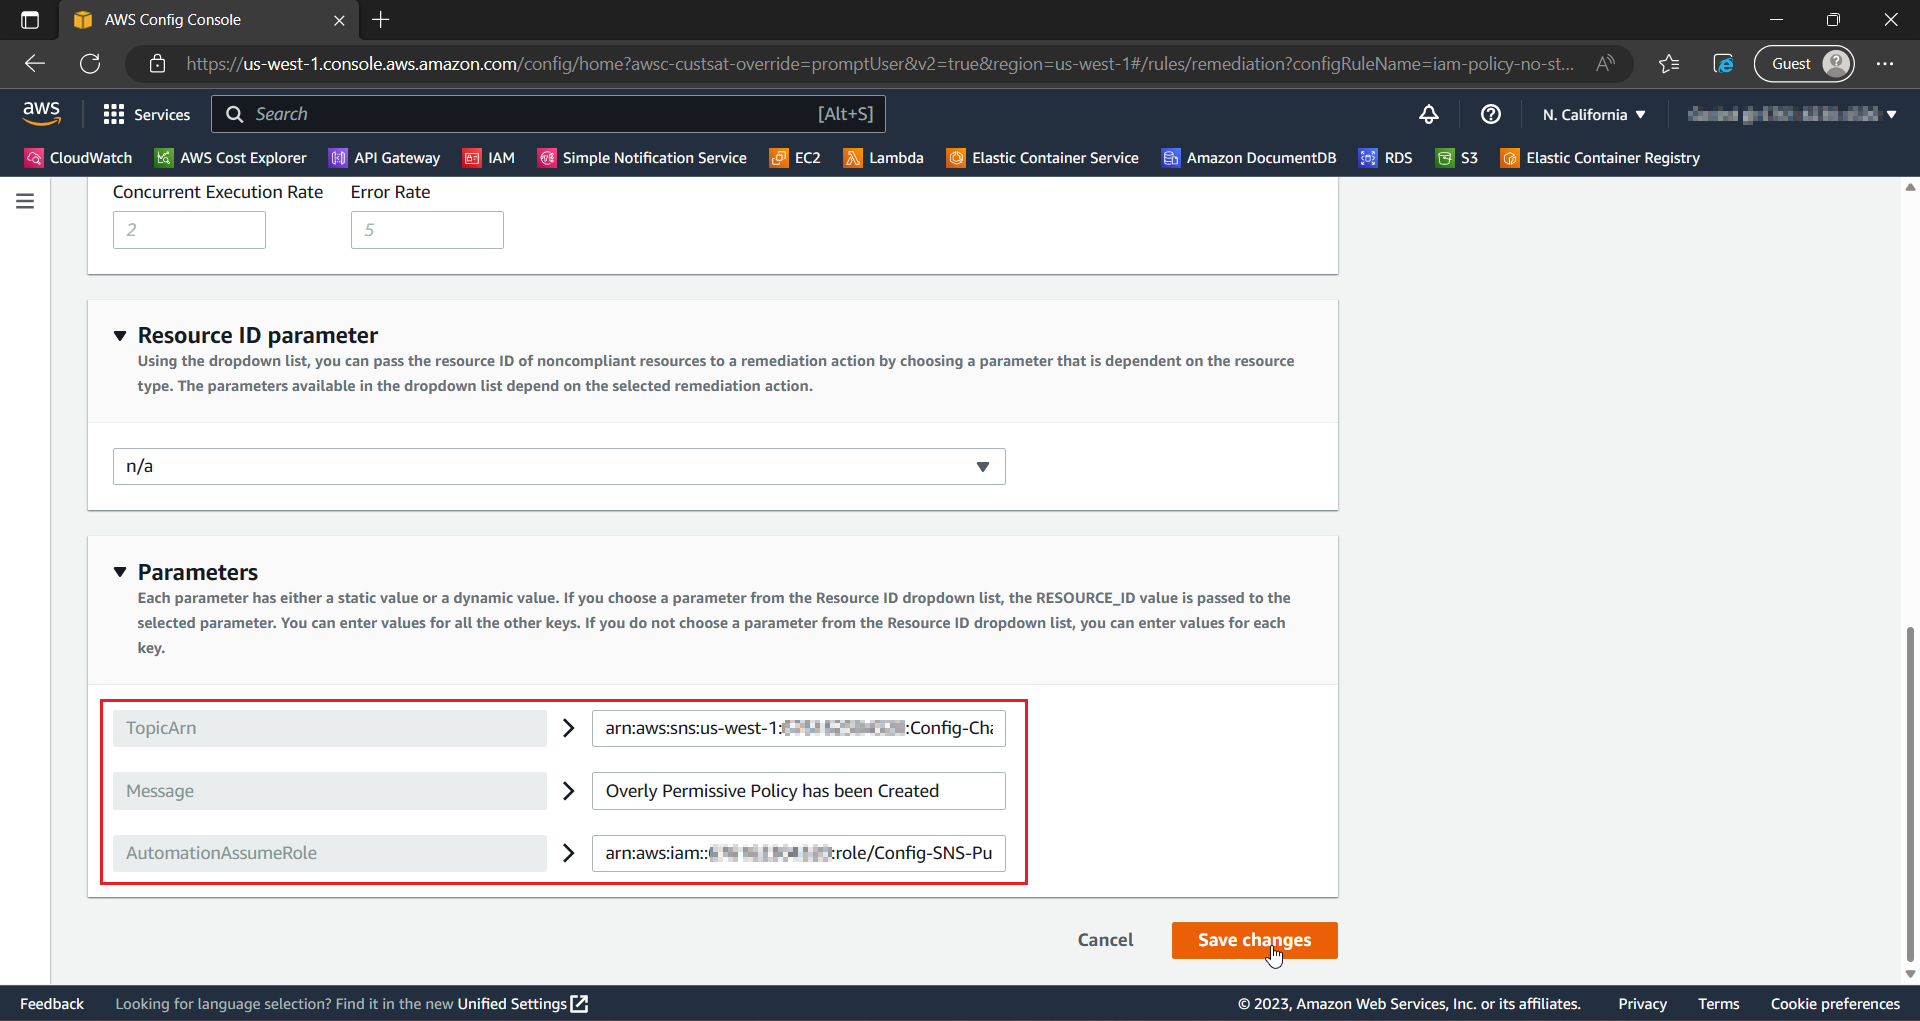 AWS Config Console
https://us-west-1.console.aws.amazon.com/config/home?awsc-custsat-override=promptUser&v2=true&region=us-west-1#/rules/remediation?configRuleName=iam-policy-no-st...
Guest
aws
Services
Search
[Alt+S]
N. California
CloudWatch
AWS Cost Explorer
API Gateway
IAM
Simple Notification Service
EC2
Lambda
Elastic Container Service
Amazon DocumentDB
RDS
S3
Elastic Container Registry
Concurrent Execution Rate
Error Rate
2
5
Resource ID parameter
Using the dropdown list, you can pass the resource ID of noncompliant resources to a remediation action by choosing a parameter that is dependent on the resource
type. The parameters available in the dropdown list depend on the selected remediation action.
n/a
Parameters
Each parameter has either a static value or a dynamic value. If you choose a parameter from the Resource ID dropdown list, the RESOURCE_ID value is passed to the
selected parameter. You can enter values for all the other keys. If you do not choose a parameter from the Resource ID dropdown list, you can enter values for each
key.
TopicArn
arn:aws:sns:us-west-1: :Config-Cha
Message
Overly Permissive Policy has been Created
AutomationAssumeRole
arn:aws:iam:: :role/Config-SNS-Pu
Cancel
Save changes
Feedback
Looking for language selection? Find it in the new Unified Settings
© 2023, Amazon Web Services, Inc. or its affiliates.
Privacy
Terms
Cookie preferences